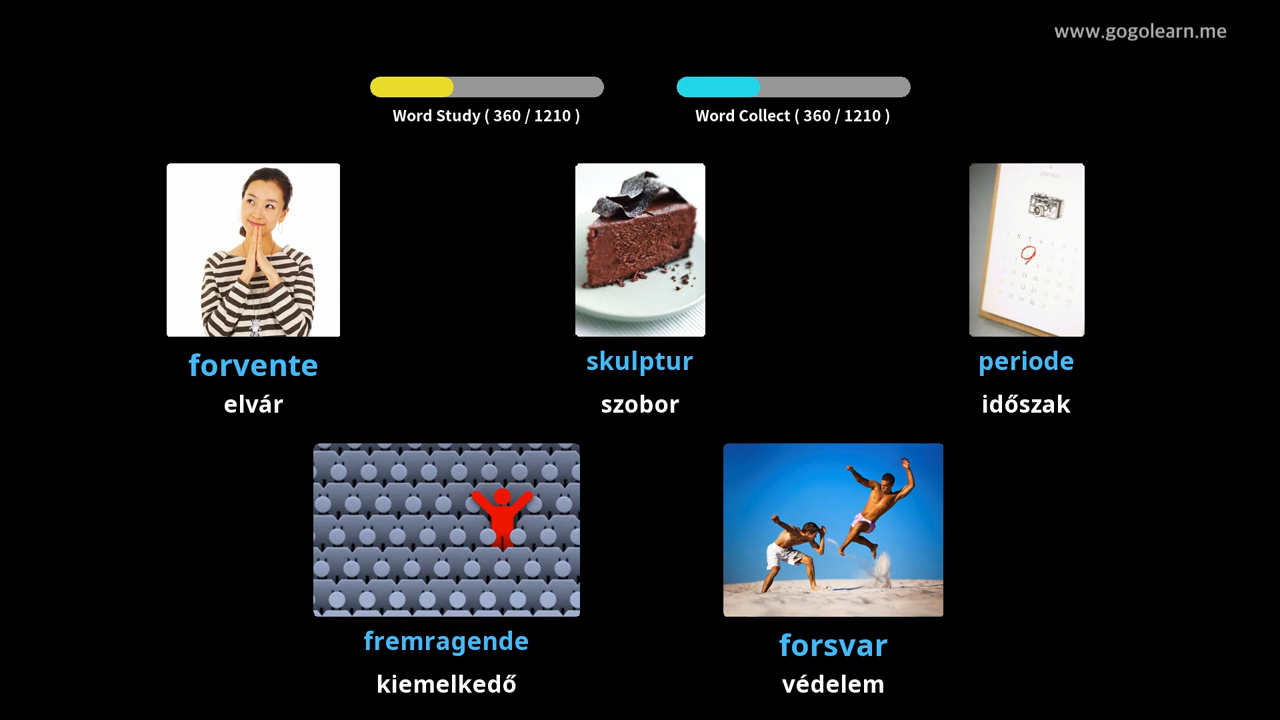 www.gogolearn.me
Word Study ( 360 / 1210 )
Word Collect ( 360 / 1210 )
forvente
elvár
skulptur
szobor
periode
időszak
fremragende
kiemelkedő
forsvar
védelem